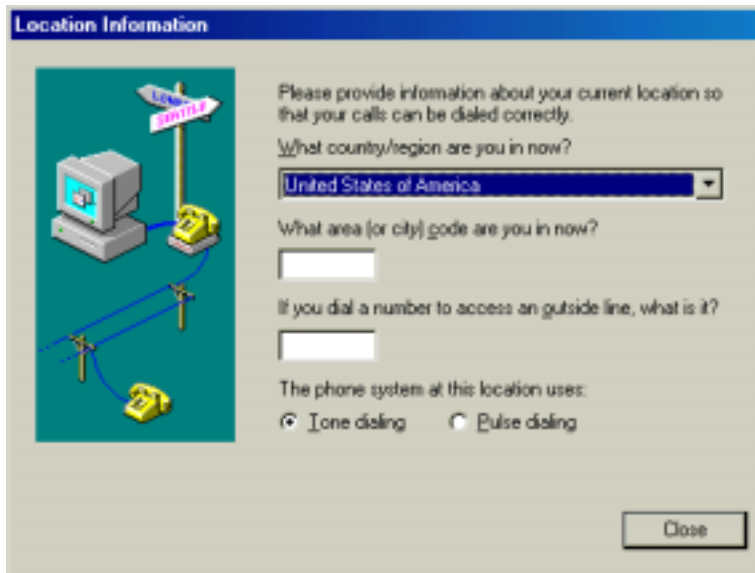 Location Information
LOND
SEATTLE
Please provide information about your current location so
that your calls can be dialed correctly.
What country/region are you in now?
United States of America
What area (or city) code are you in now?
If you dial a number to access an outside line, what is it?
The phone system at this location uses:
Tone dialing
Pulse dialing
Close